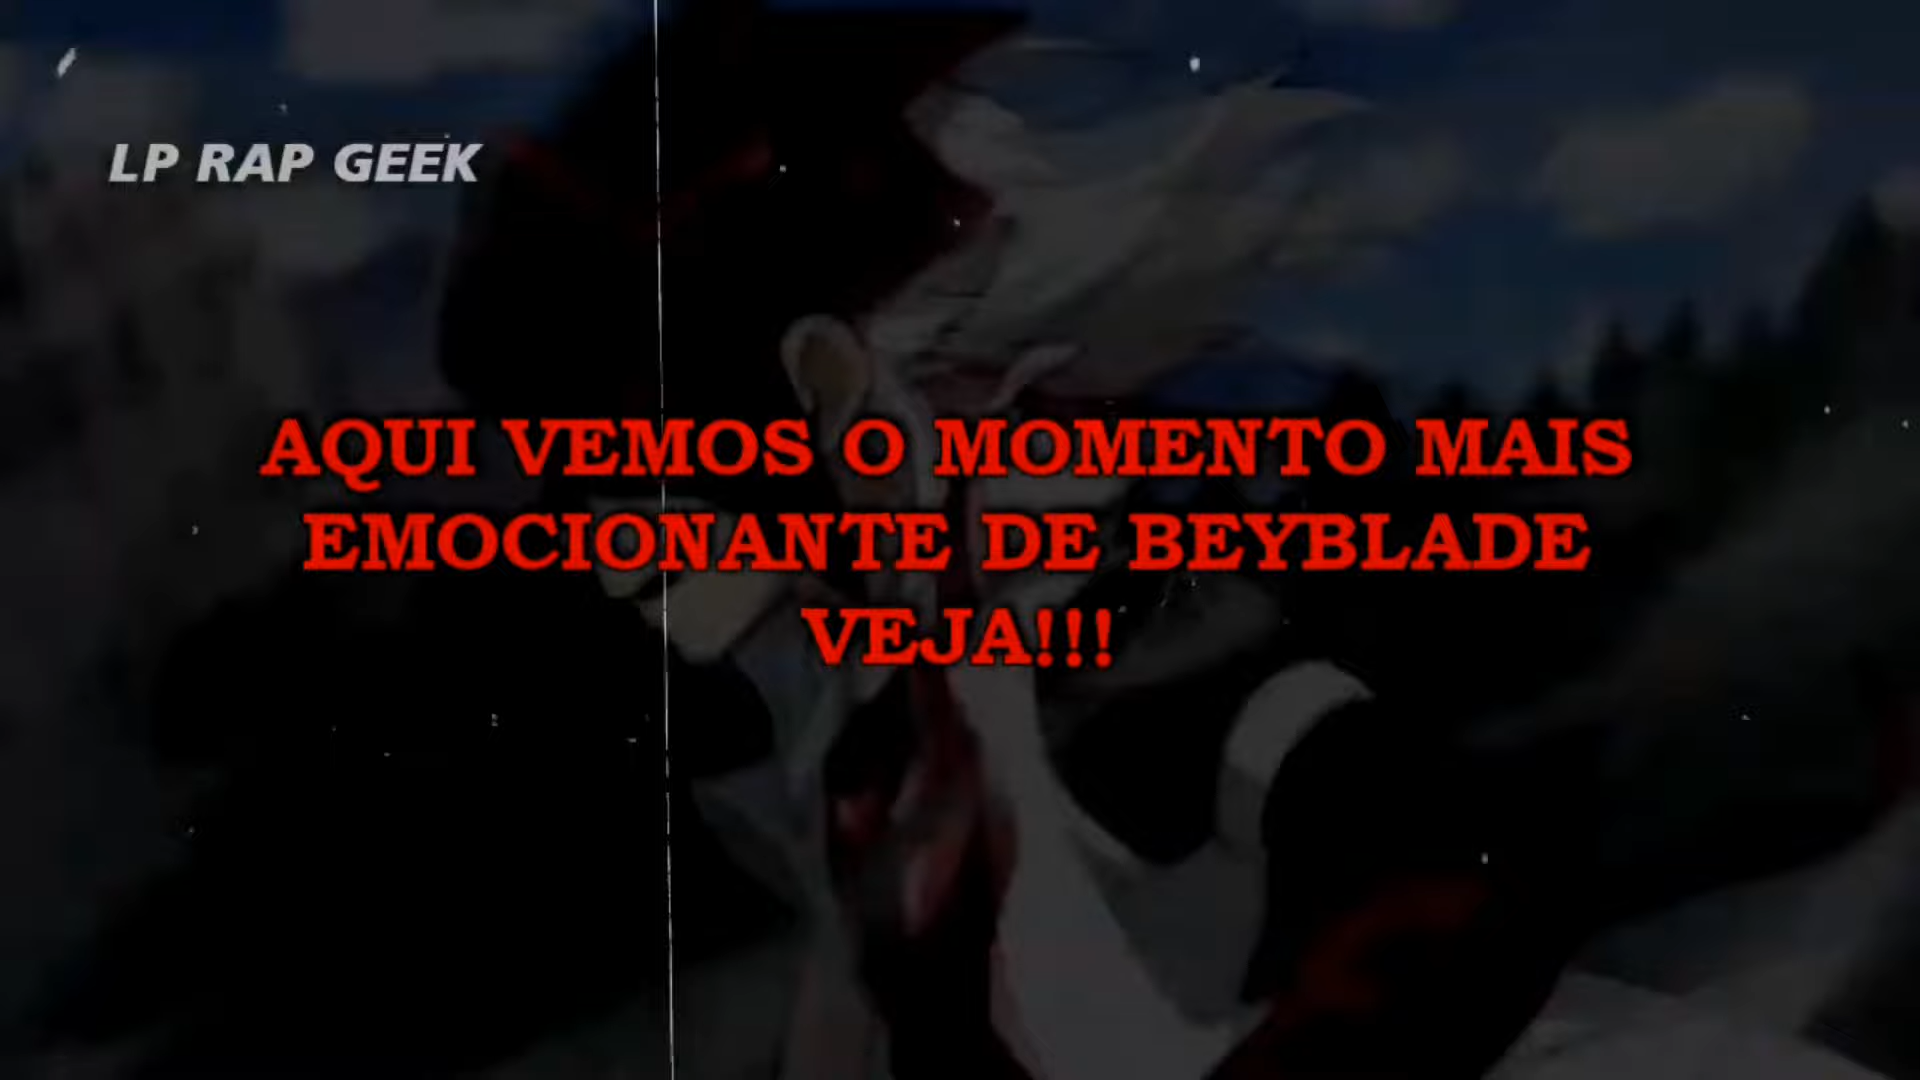 LP RAP GEEK
AQUI VEMOS O MOMENTO MAIS
EMOCIONANTE DE BEYBLADE
VEJA!!!